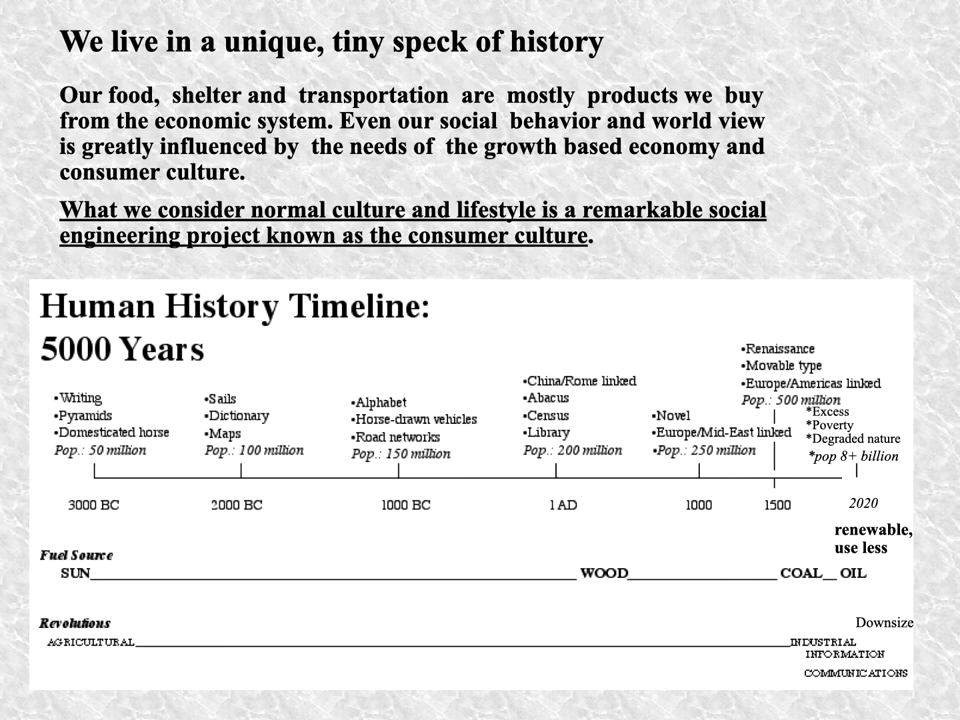 We live in a unique, tiny speck of history
Our food, shelter and transportation are mostly products we buy
from the economic system. Even our social behavior and world view
is greatly influenced by the needs of the growth based economy and
consumer culture.
What we consider normal culture and lifestyle is a remarkable social
engineering project known as the consumer culture.
Human History Timeline:
5000 Years
•Writing
•Pyramids
•Domesticated horse
Pop.: 50 million
•Sails
•Dictionary
•Maps
Pop.: 100 million
•Alphabet
•Horse-drawn vehicles
•Road networks
Pop.: 150 million
•China/Rome linked
•Abacus
•Census
•Library
Pop.: 200 million
•Novel
•Europe/Mid-East linked
•Pop.: 250 million
•Renaissance
•Movable type
•Europe/Americas linked
Pop.: 500 million
*Excess
*Poverty
*Degraded nature
*pop 8+ billion
3000 BC 2000 BC 1000 BC 1 AD 1000 1500 2020
renewable,
use less
Fuel Source
SUN WOOD COAL OIL
Revolutions Downsize
AGRICULTURAL INDUSTRIAL
INFORMATION
COMMUNICATIONS